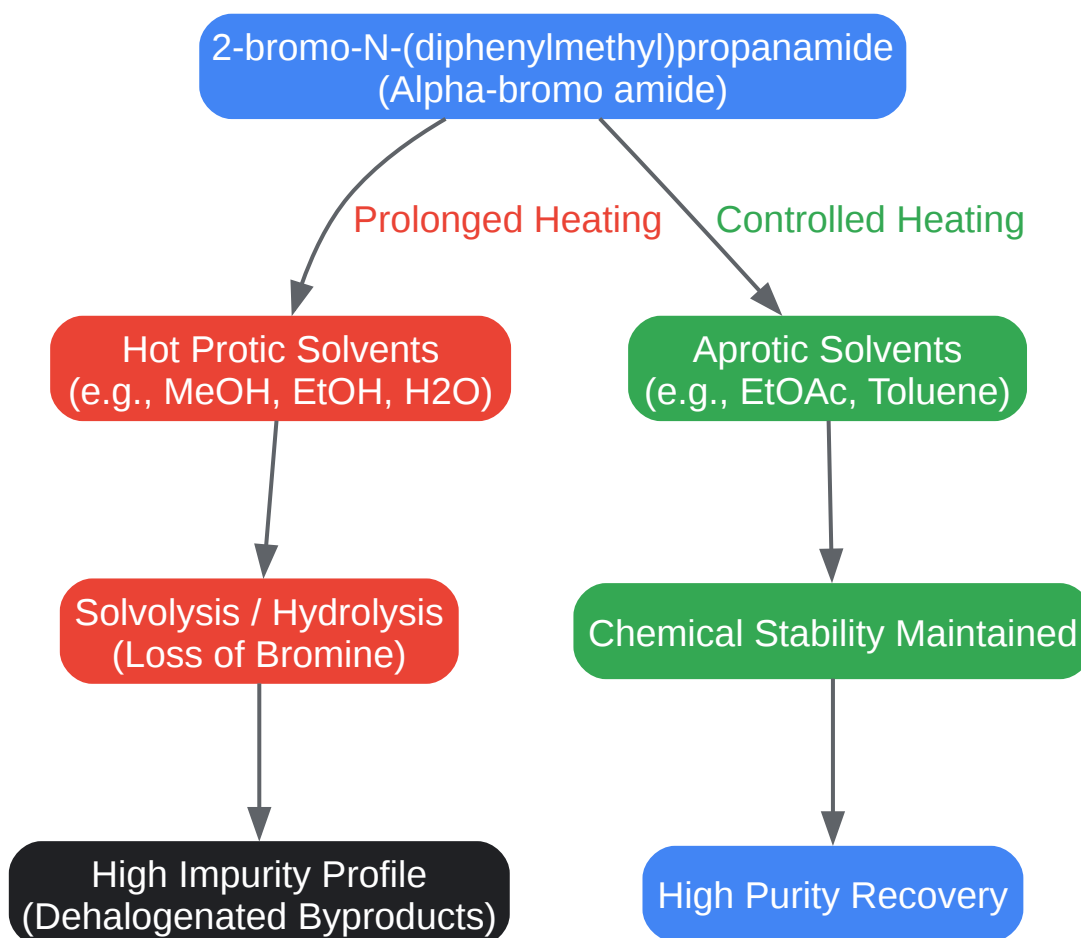 2-bromo-N-(diphenylmethyl)propanamide
(Alpha-bromo amide)
Prolonged Heating
Controlled Heating
Hot Protic Solvents
(e.g., MeOH, EtOH, H2O)
Aprotic Solvents
(e.g., EtOAc, Toluene)
Solvolysis / Hydrolysis
(Loss of Bromine)
Chemical Stability Maintained
High Impurity Profile
(Dehalogenated Byproducts)
High Purity Recovery